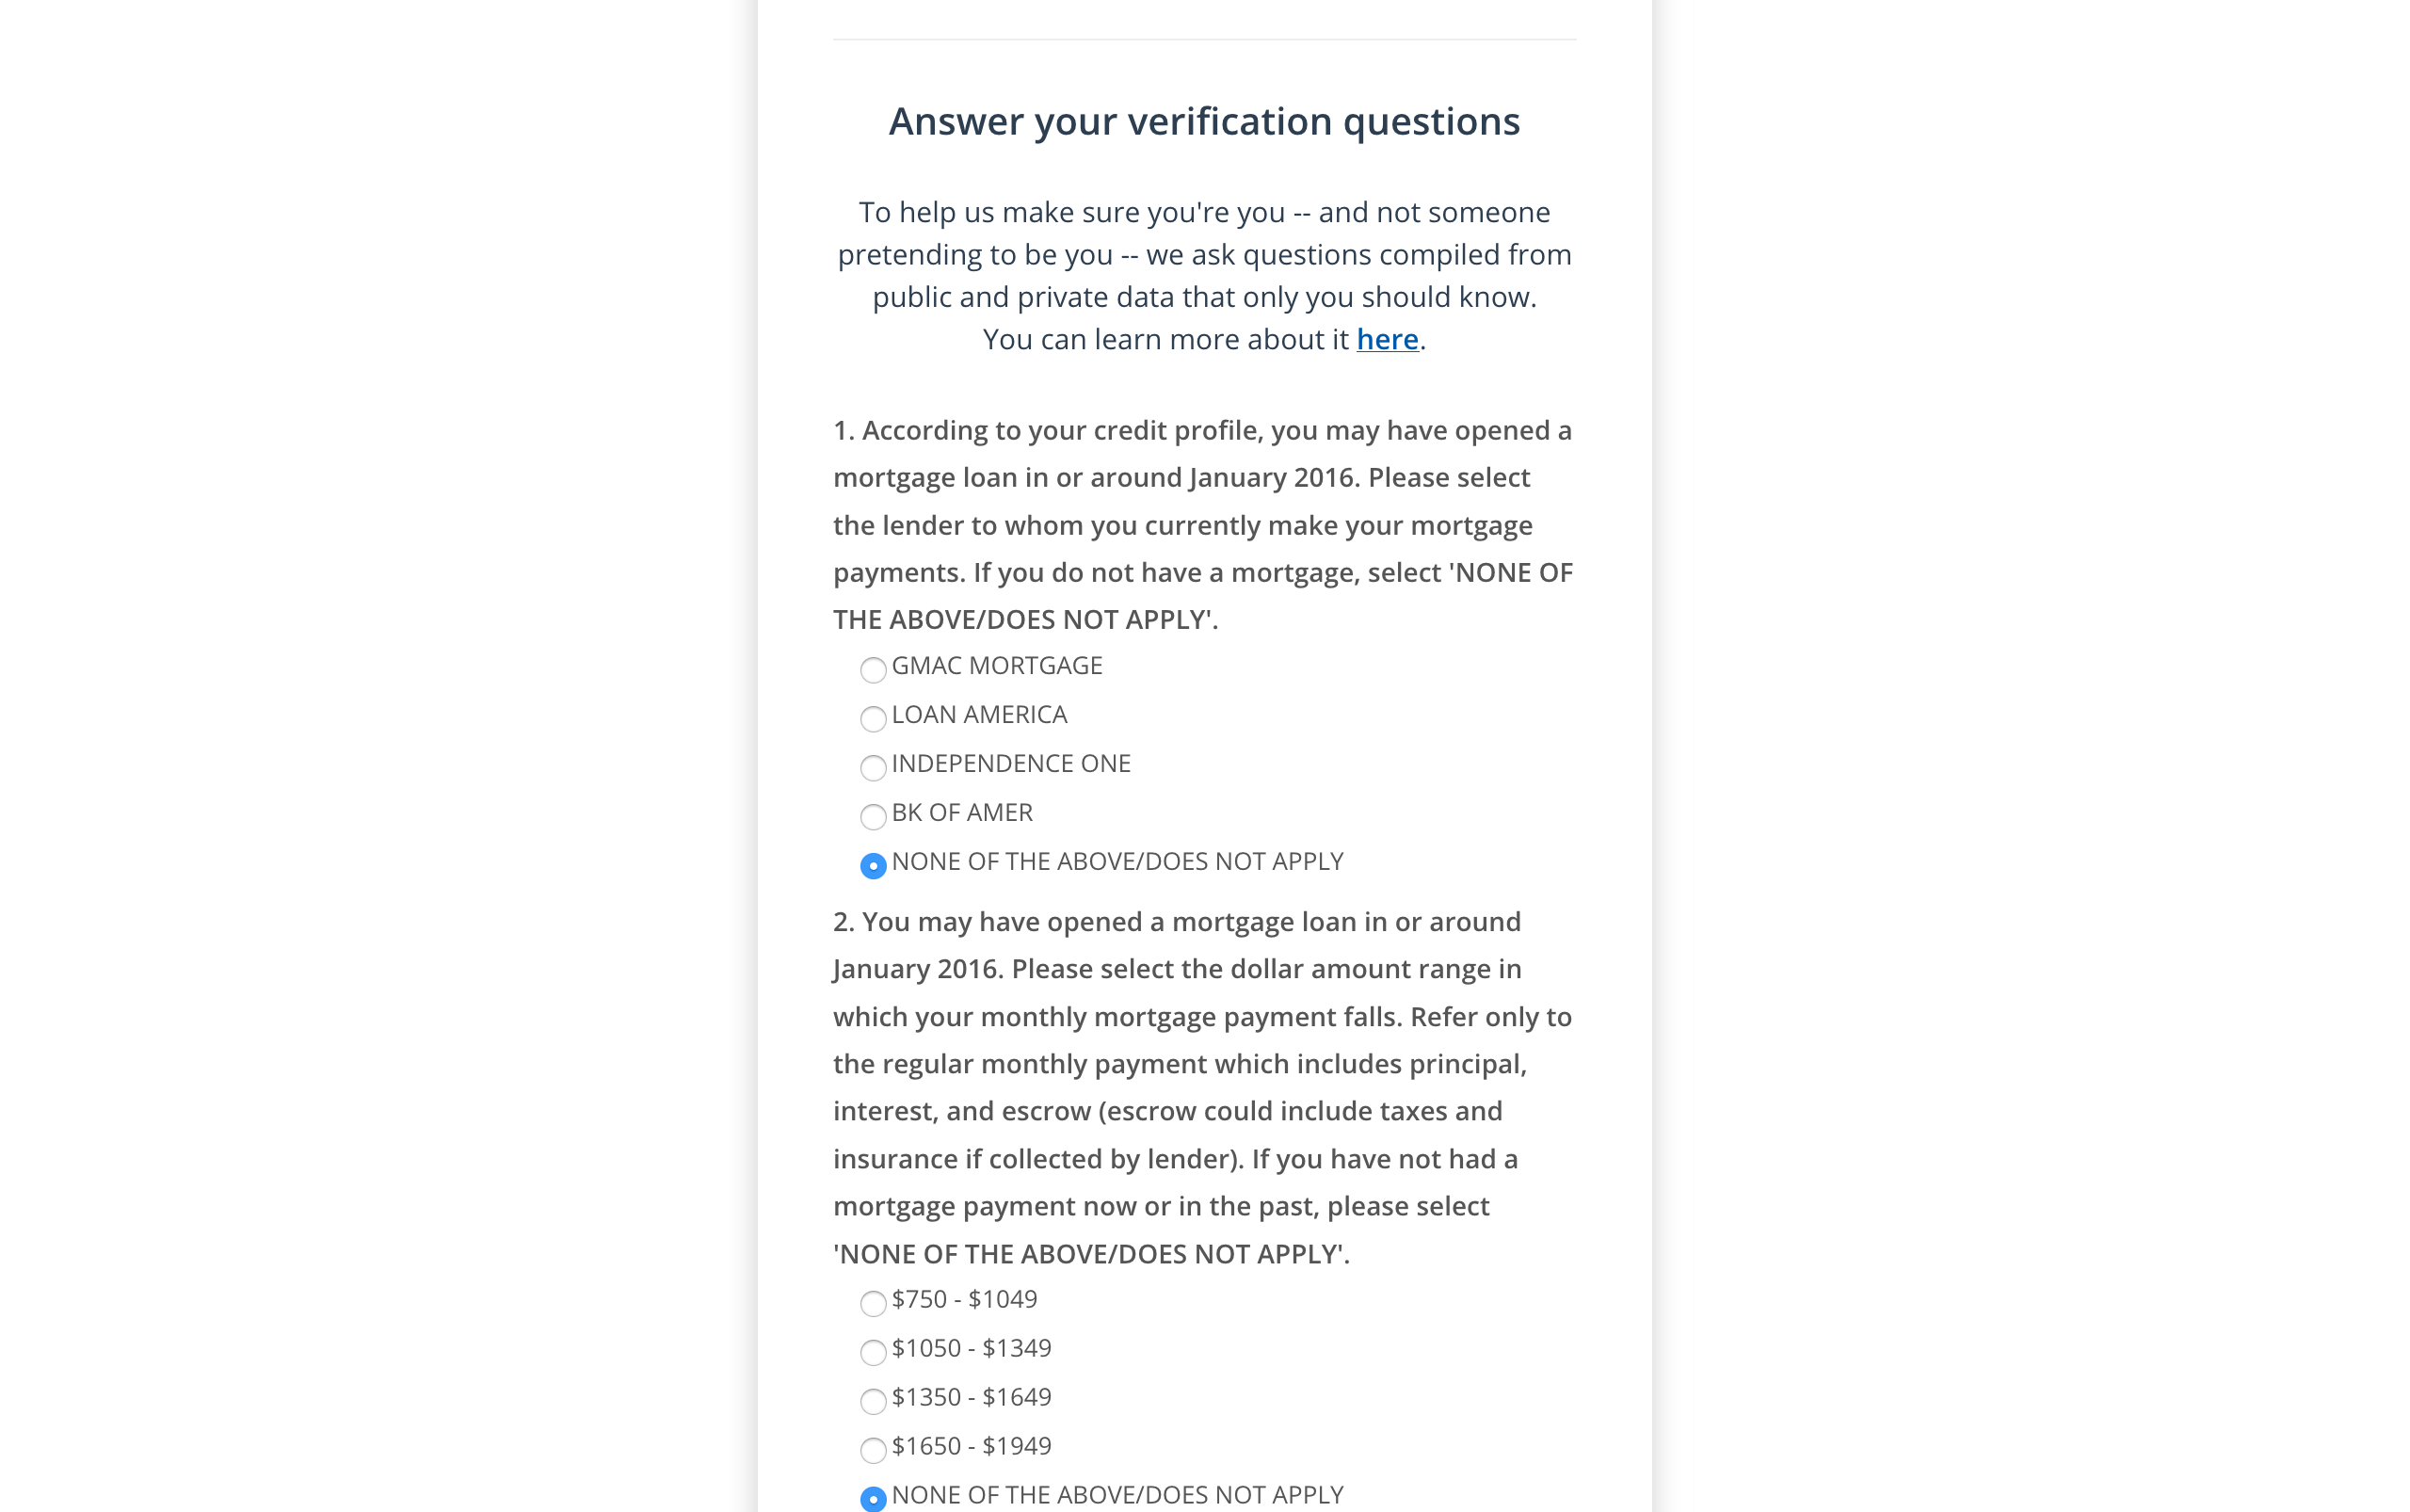 Answer your verification questions
To help us make sure you're you -- and not someone
pretending to be you -- we ask questions compiled from
public and private data that only you should know.
You can learn more about it here.
1. According to your credit profile, you may have opened a
mortgage loan in or around January 2016. Please select
the lender to whom you currently make your mortgage
payments. If you do not have a mortgage, select 'NONE OF
THE ABOVE/DOES NOT APPLY'.
GMAC MORTGAGE
LOAN AMERICA
INDEPENDENCE ONE
BK OF AMER
NONE OF THE ABOVE/DOES NOT APPLY
2. You may have opened a mortgage loan in or around
January 2016. Please select the dollar amount range in
which your monthly mortgage payment falls. Refer only to
the regular monthly payment which includes principal,
interest, and escrow (escrow could include taxes and
insurance if collected by lender). If you have not had a
mortgage payment now or in the past, please select
'NONE OF THE ABOVE/DOES NOT APPLY'.
$750 - $1049
$1050 - $1349
$1350 - $1649
$1650 - $1949
NONE OF THE ABOVE/DOES NOT APPLY